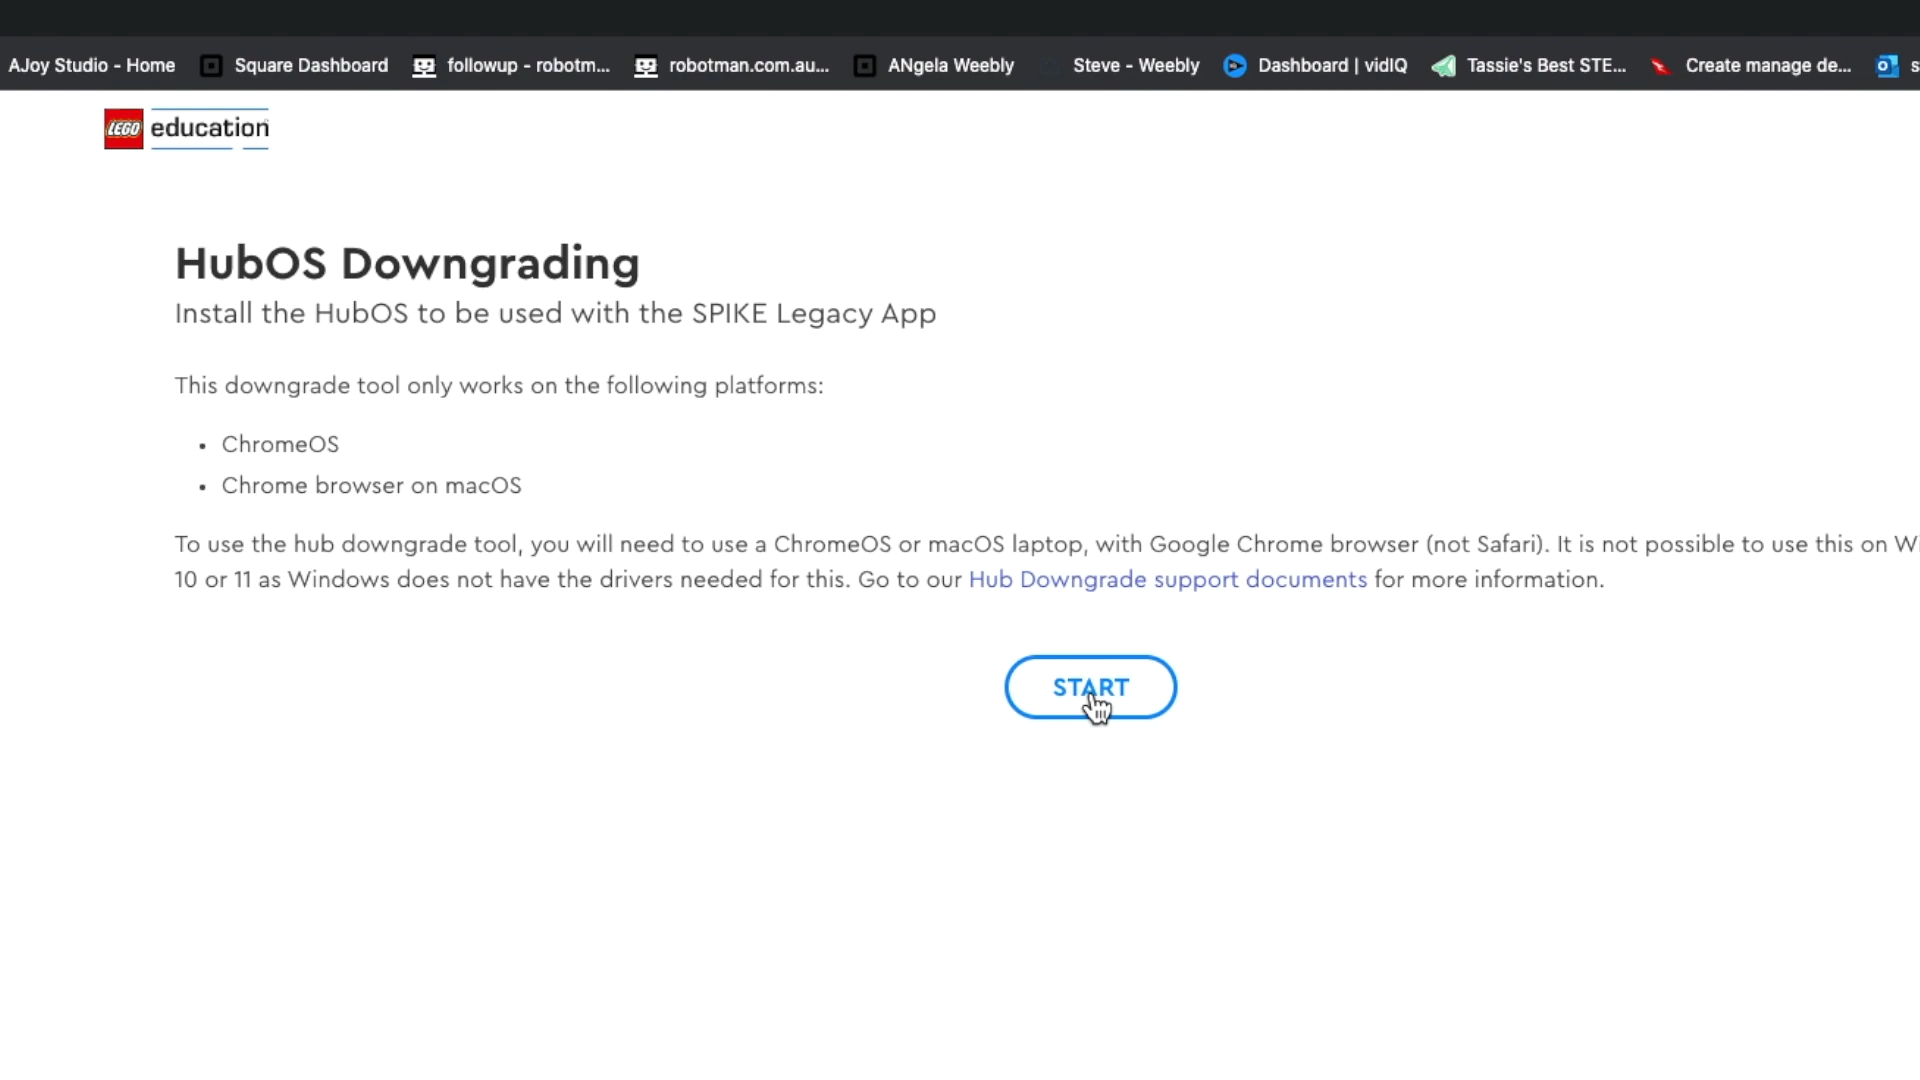 AJoy Studio - Home Square Dashboard followup - robotm... robotman.com.au... ANgela Weebly Steve - Weebly Dashboard | vidIQ Tassie's Best STE... Create manage de... s
LEGO education
HubOS Downgrading
Install the HubOS to be used with the SPIKE Legacy App
This downgrade tool only works on the following platforms:
• ChromeOS
• Chrome browser on macOS
To use the hub downgrade tool, you will need to use a ChromeOS or macOS laptop, with Google Chrome browser (not Safari). It is not possible to use this on Wi
10 or 11 as Windows does not have the drivers needed for this. Go to our Hub Downgrade support documents for more information.
START